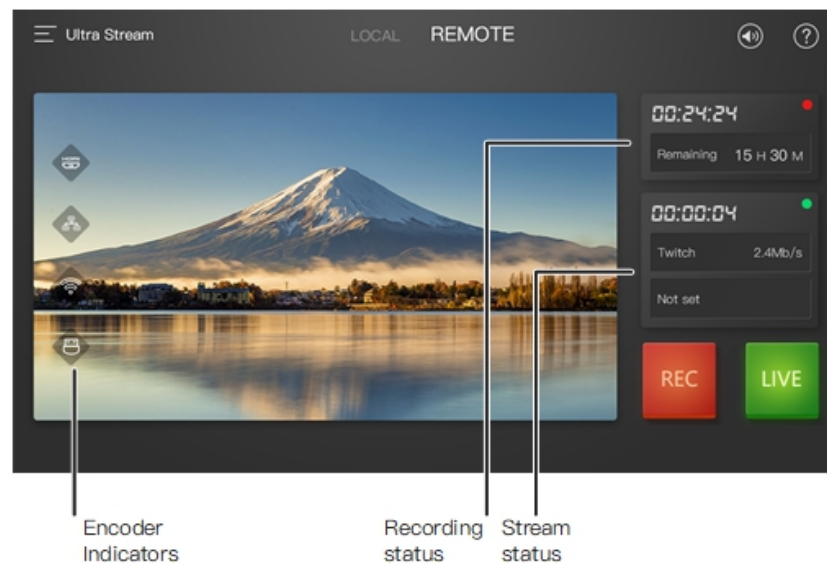 Ultra Stream
LOCAL
REMOTE
HDMI
00:24:24
Remaining 15 H 30 M
00:00:04
Twitch 2.4Mb/s
Not set
REC
LIVE
Encoder
Indicators
Recording
status
Stream
status